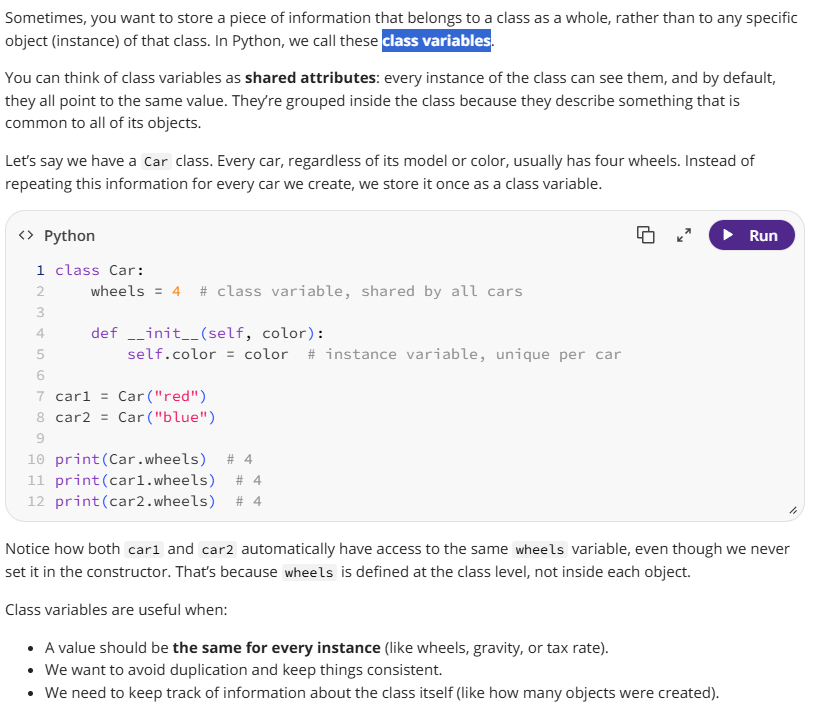 Sometimes, you want to store a piece of information that belongs to a class as a whole, rather than to any specific
object (instance) of that class. In Python, we call these class variables.
You can think of class variables as shared attributes: every instance of the class can see them, and by default,
they all point to the same value. They’re grouped inside the class because they describe something that is
common to all of its objects.
Let’s say we have a Car class. Every car, regardless of its model or color, usually has four wheels. Instead of
repeating this information for every car we create, we store it once as a class variable.
<> Python Run
1 class Car:
2     wheels = 4  # class variable, shared by all cars
3
4     def __init__(self, color):
5         self.color = color  # instance variable, unique per car
6
7 car1 = Car("red")
8 car2 = Car("blue")
9
10 print(Car.wheels)  # 4
11 print(car1.wheels)  # 4
12 print(car2.wheels)  # 4
Notice how both car1 and car2 automatically have access to the same wheels variable, even though we never
set it in the constructor. That’s because wheels is defined at the class level, not inside each object.
Class variables are useful when:
• A value should be the same for every instance (like wheels, gravity, or tax rate).
• We want to avoid duplication and keep things consistent.
• We need to keep track of information about the class itself (like how many objects were created).